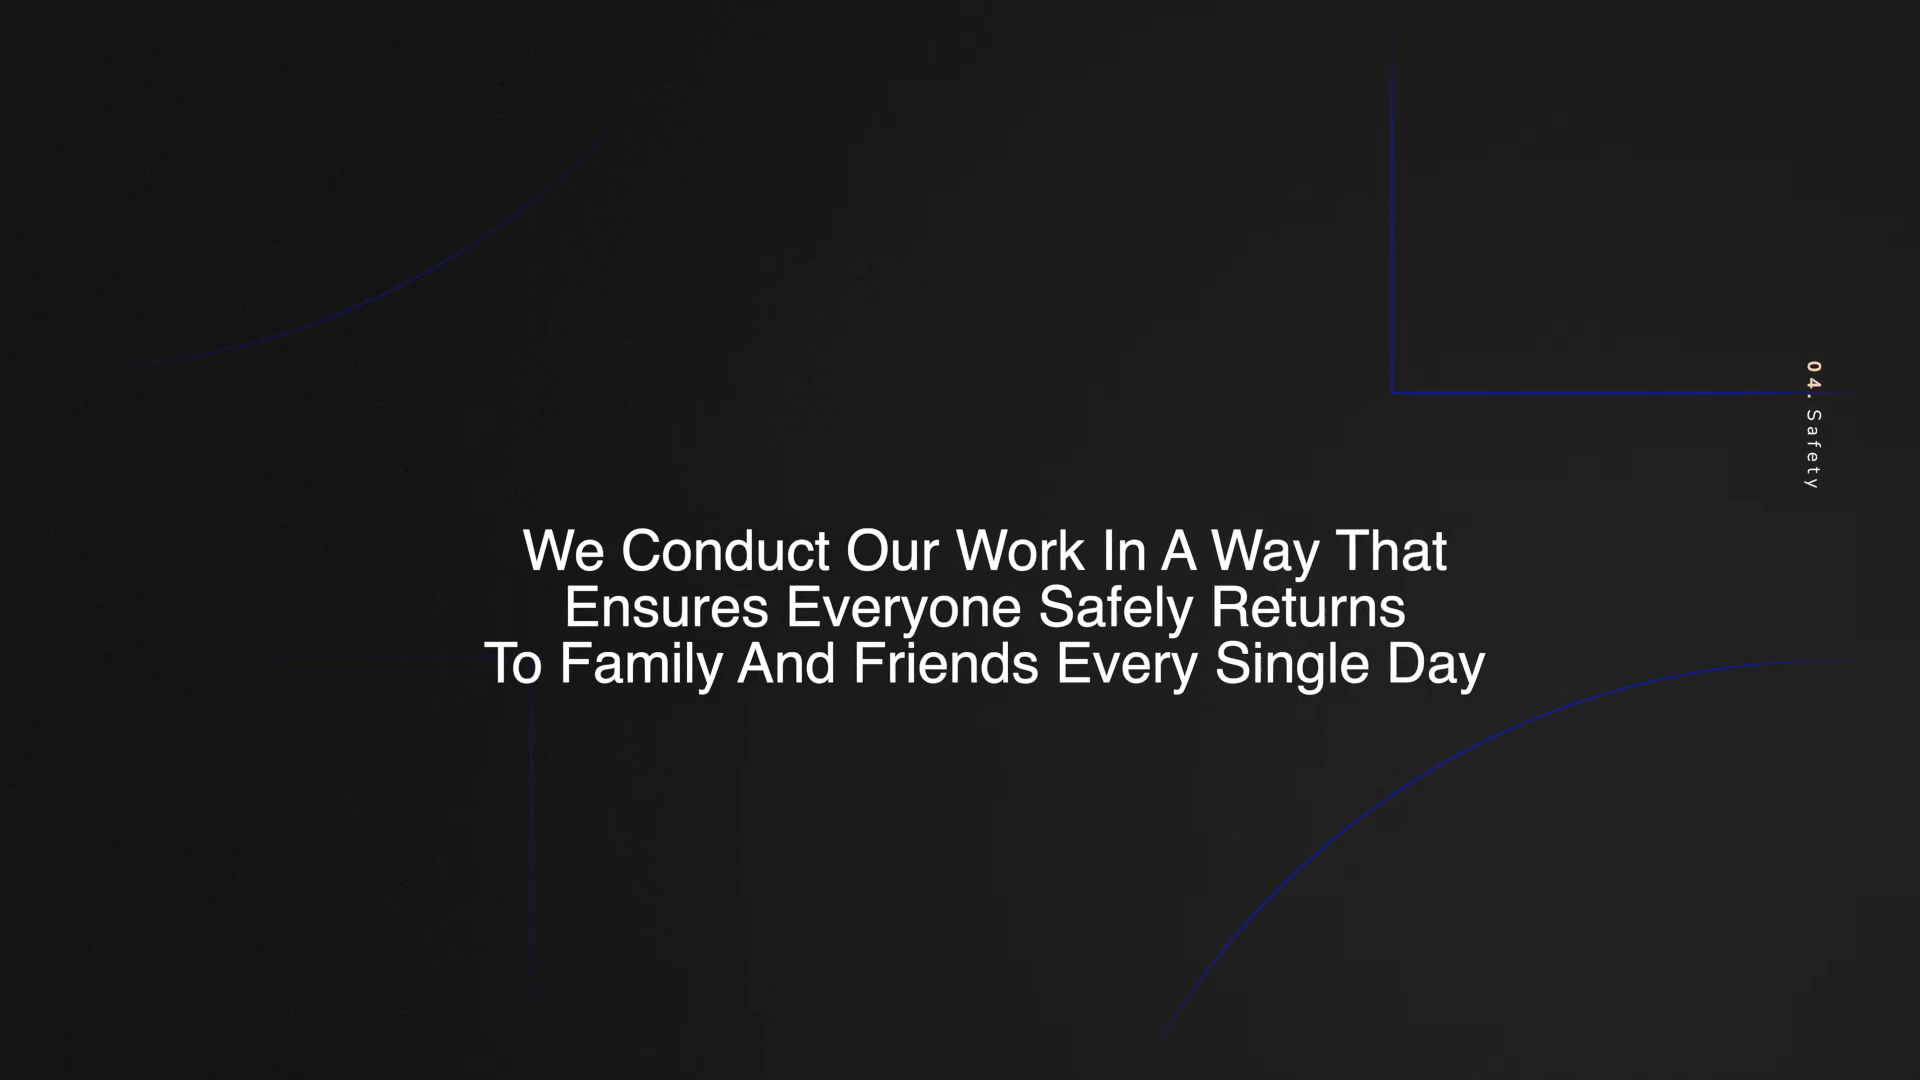 04. Safety
We Conduct Our Work In A Way That
Ensures Everyone Safely Returns
To Family And Friends Every Single Day